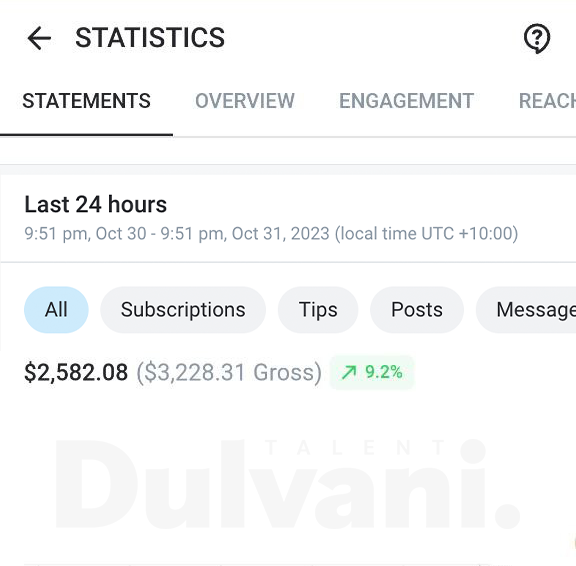 STATISTICS
STATEMENTS OVERVIEW ENGAGEMENT REACH
Last 24 hours
9:51 pm, Oct 30 - 9:51 pm, Oct 31, 2023 (local time UTC +10:00)
All Subscriptions Tips Posts Message
$2,582.08 ($3,228.31 Gross) 9.2%
TALENT
Dulvani.